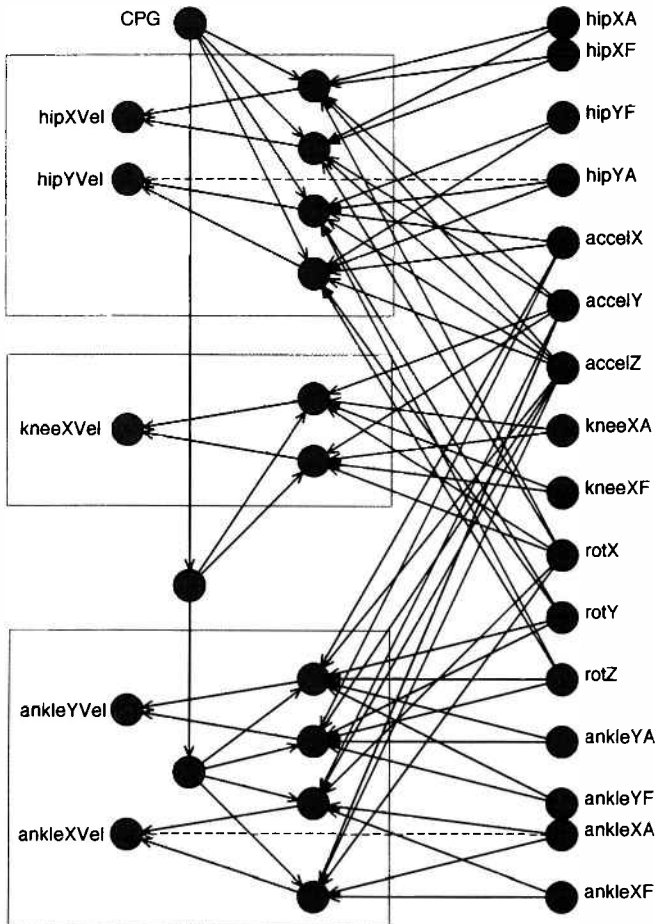 CPG
hipXA
hipXF
hipXVel
hipYF
hipYVel
hipYA
accelX
accelY
accelZ
kneeXVel
kneeXA
kneeXF
rotX
rotY
rotZ
ankleYVel
ankleYA
ankleYF
ankleXVel
ankleXA
ankleXF